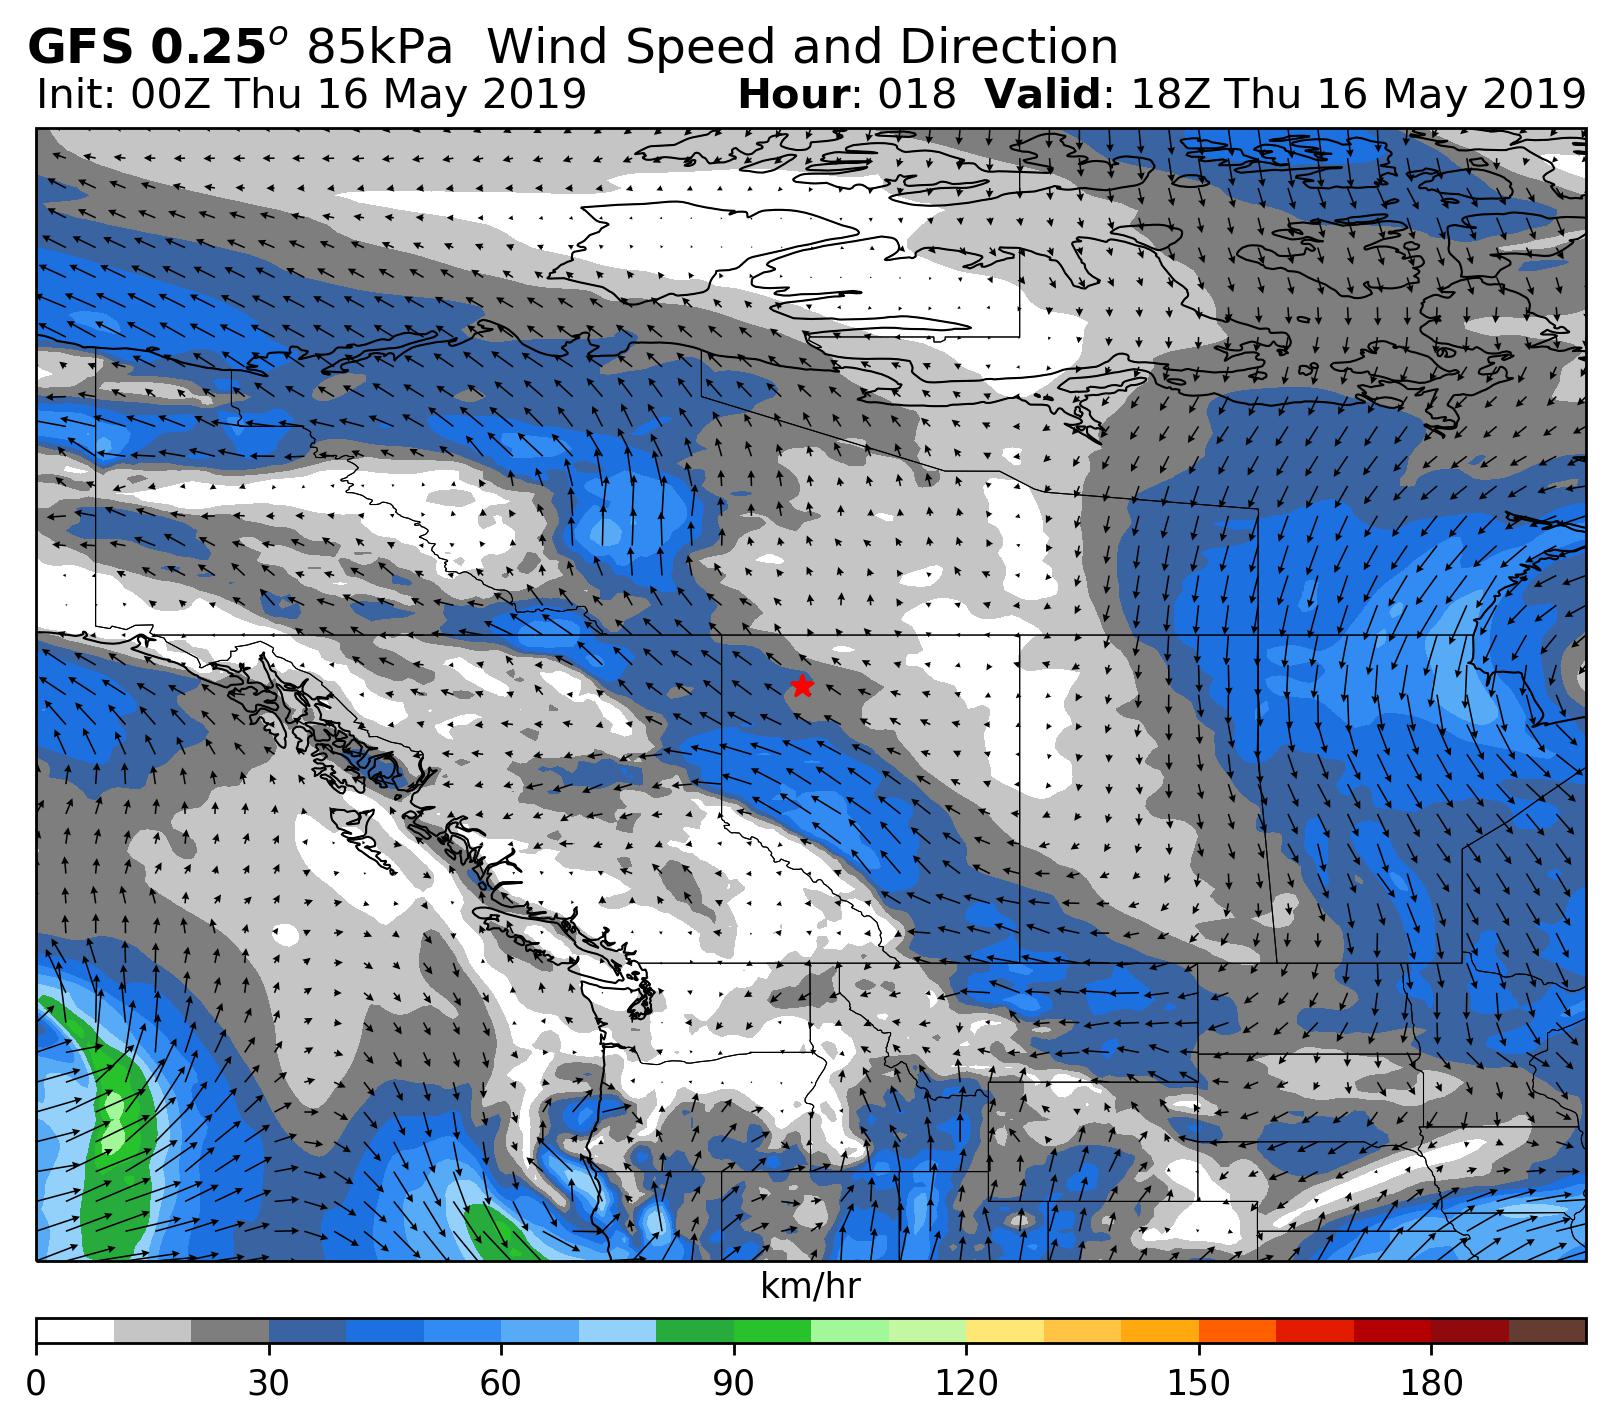 GFS 0.25° 85kPa Wind Speed and Direction
Init: 00Z Thu 16 May 2019 Hour: 018 Valid: 18Z Thu 16 May 2019
km/hr
0 30 60 90 120 150 180